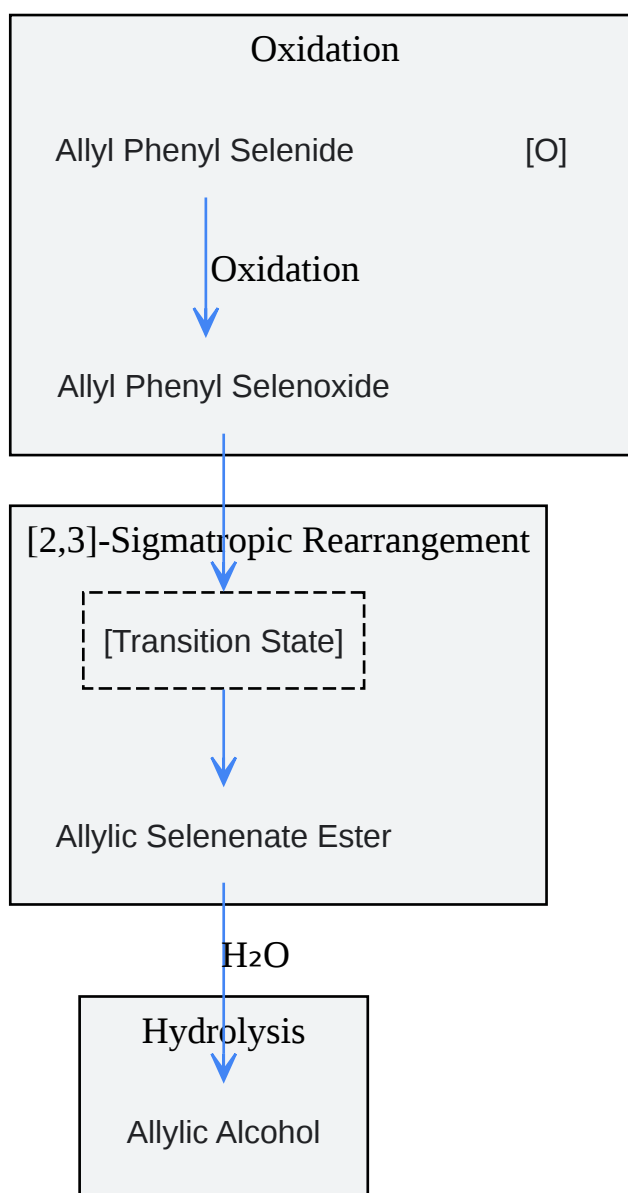 Oxidation
Allyl Phenyl Selenide [O]
Oxidation
Allyl Phenyl Selenoxide
[2,3]-Sigmatropic Rearrangement
[Transition State]
Allylic Selenenate Ester
H₂O
Hydrolysis
Allylic Alcohol